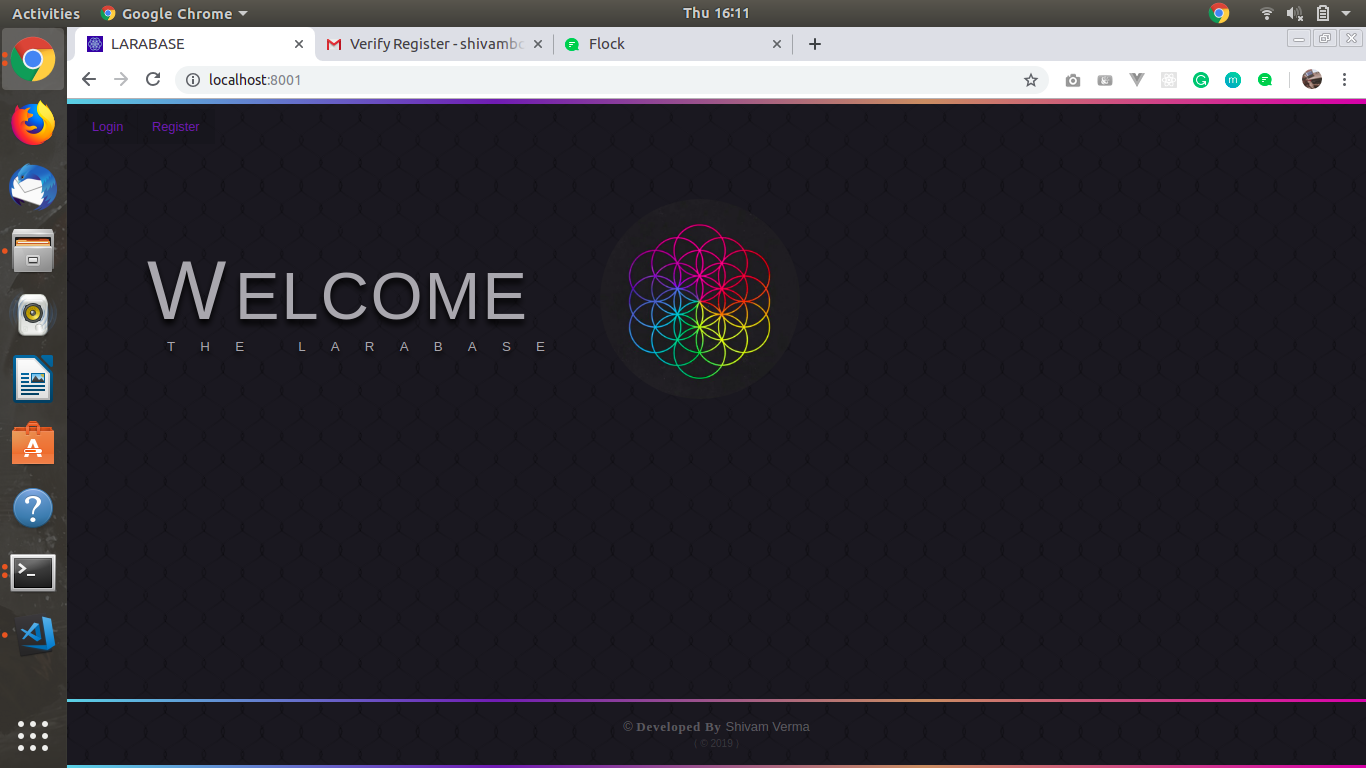 Activities Google Chrome Thu 16:11
LARABASE Verify Register - shivambo Flock
localhost:8001
Login Register
WELCOME
THE LARABASE
© Developed By Shivam Verma
( © 2019 )